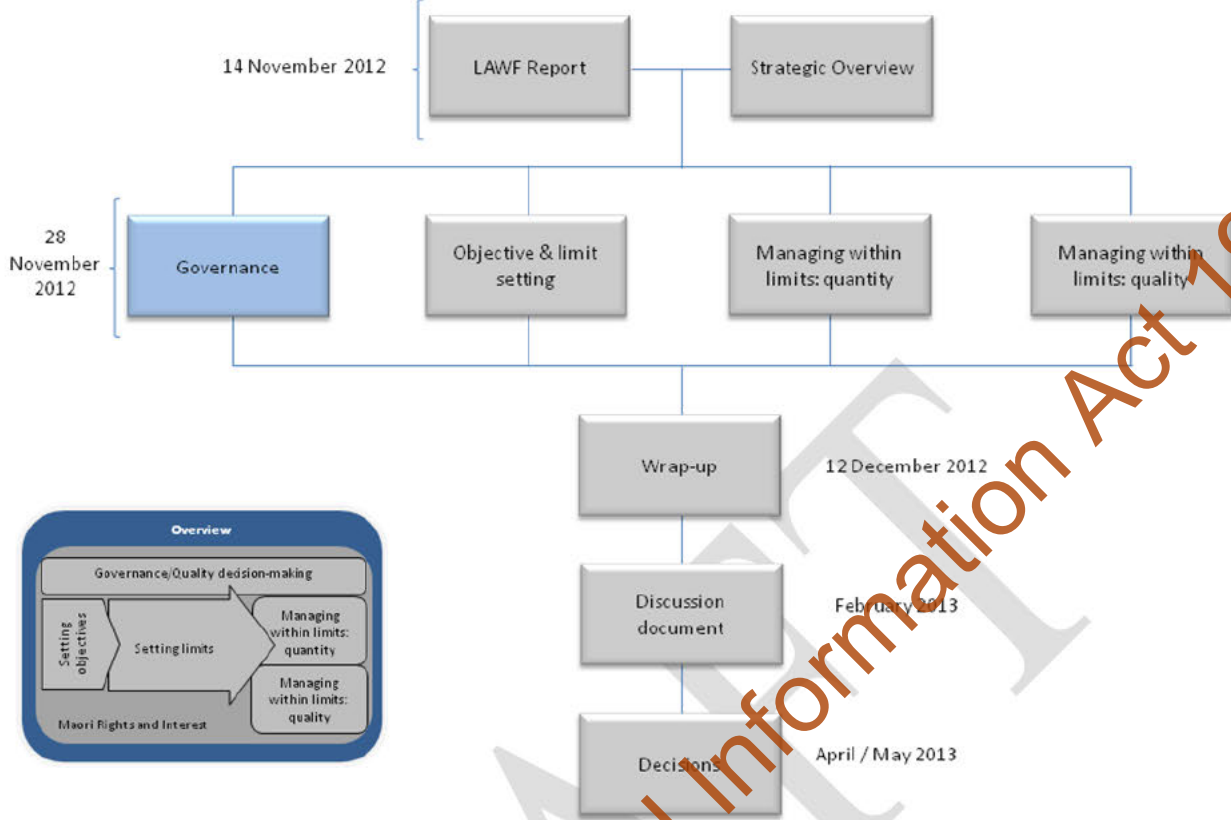 14 November 2012
LAWF Report
Strategic Overview
28
November
2012
Governance
Objective & limit
setting
Managing within
limits: quantity
Managing within
limits: quality
Wrap-up
12 December 2012
Discussion
document
February 2013
Decisions
April / May 2013
Overview
Governance/Quality decision-making
Setting
objectives
Setting limits
Managing
within limits:
quantity
Managing
within limits:
quality
Maori Rights and Interest
Information Act